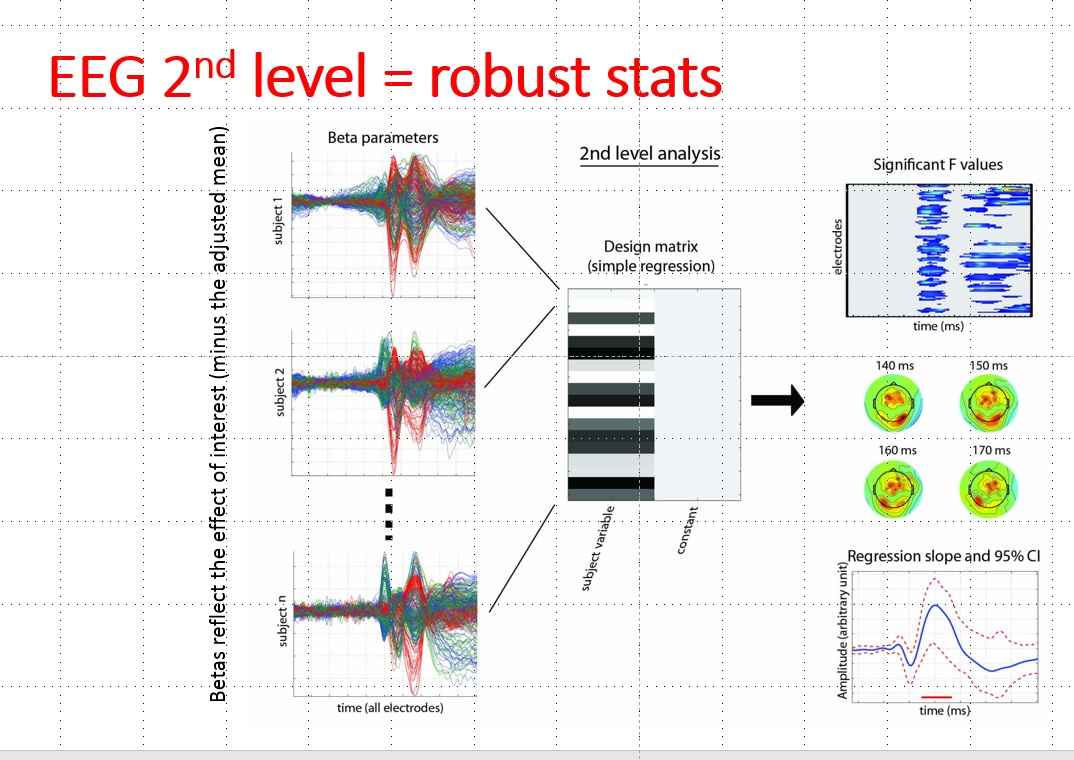 EEG 2nd level = robust stats
Betas reflect the effect of interest (minus the adjusted mean)
Beta parameters
subject 1
subject 2
subject n
time (all electrodes)
2nd level analysis
Design matrix
(simple regression)
subject variable
constant
Significant F values
electrodes
time (ms)
140 ms
150 ms
160 ms
170 ms
Regression slope and 95% CI
Amplitude (arbitrary unit)
time (ms)